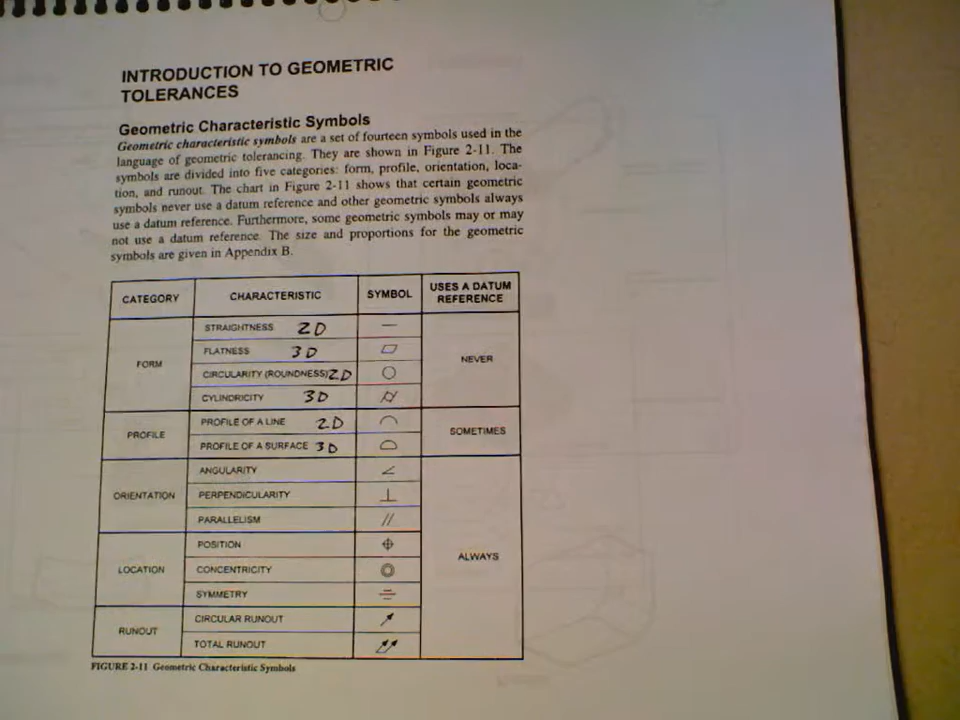 INTRODUCTION TO GEOMETRIC
TOLERANCES
Geometric Characteristic Symbols
Geometric characteristic symbols are a set of fourteen symbols used in the
language of geometric tolerancing. They are shown in Figure 2-11. The
symbols are divided into five categories: form, profile, orientation, loca-
tion, and runout. The chart in Figure 2-11 shows that certain geometric
symbols never use a datum reference and other geometric symbols always
use a datum reference. Furthermore, some geometric symbols may or may
not use a datum reference. The size and proportions for the geometric
symbols are given in Appendix B.
CATEGORY CHARACTERISTIC SYMBOL USES A DATUM
REFERENCE
FORM
STRAIGHTNESS 2D
FLATNESS 3D
CIRCULARITY (ROUNDNESS) 2D
CYLINDRICITY 3D
NEVER
PROFILE
PROFILE OF A LINE 2D
PROFILE OF A SURFACE 3D
SOMETIMES
ORIENTATION
ANGULARITY
PERPENDICULARITY
PARALLELISM
LOCATION
POSITION
CONCENTRICITY
SYMMETRY
RUNOUT
CIRCULAR RUNOUT
TOTAL RUNOUT
ALWAYS
FIGURE 2-11 Geometric Characteristic Symbols